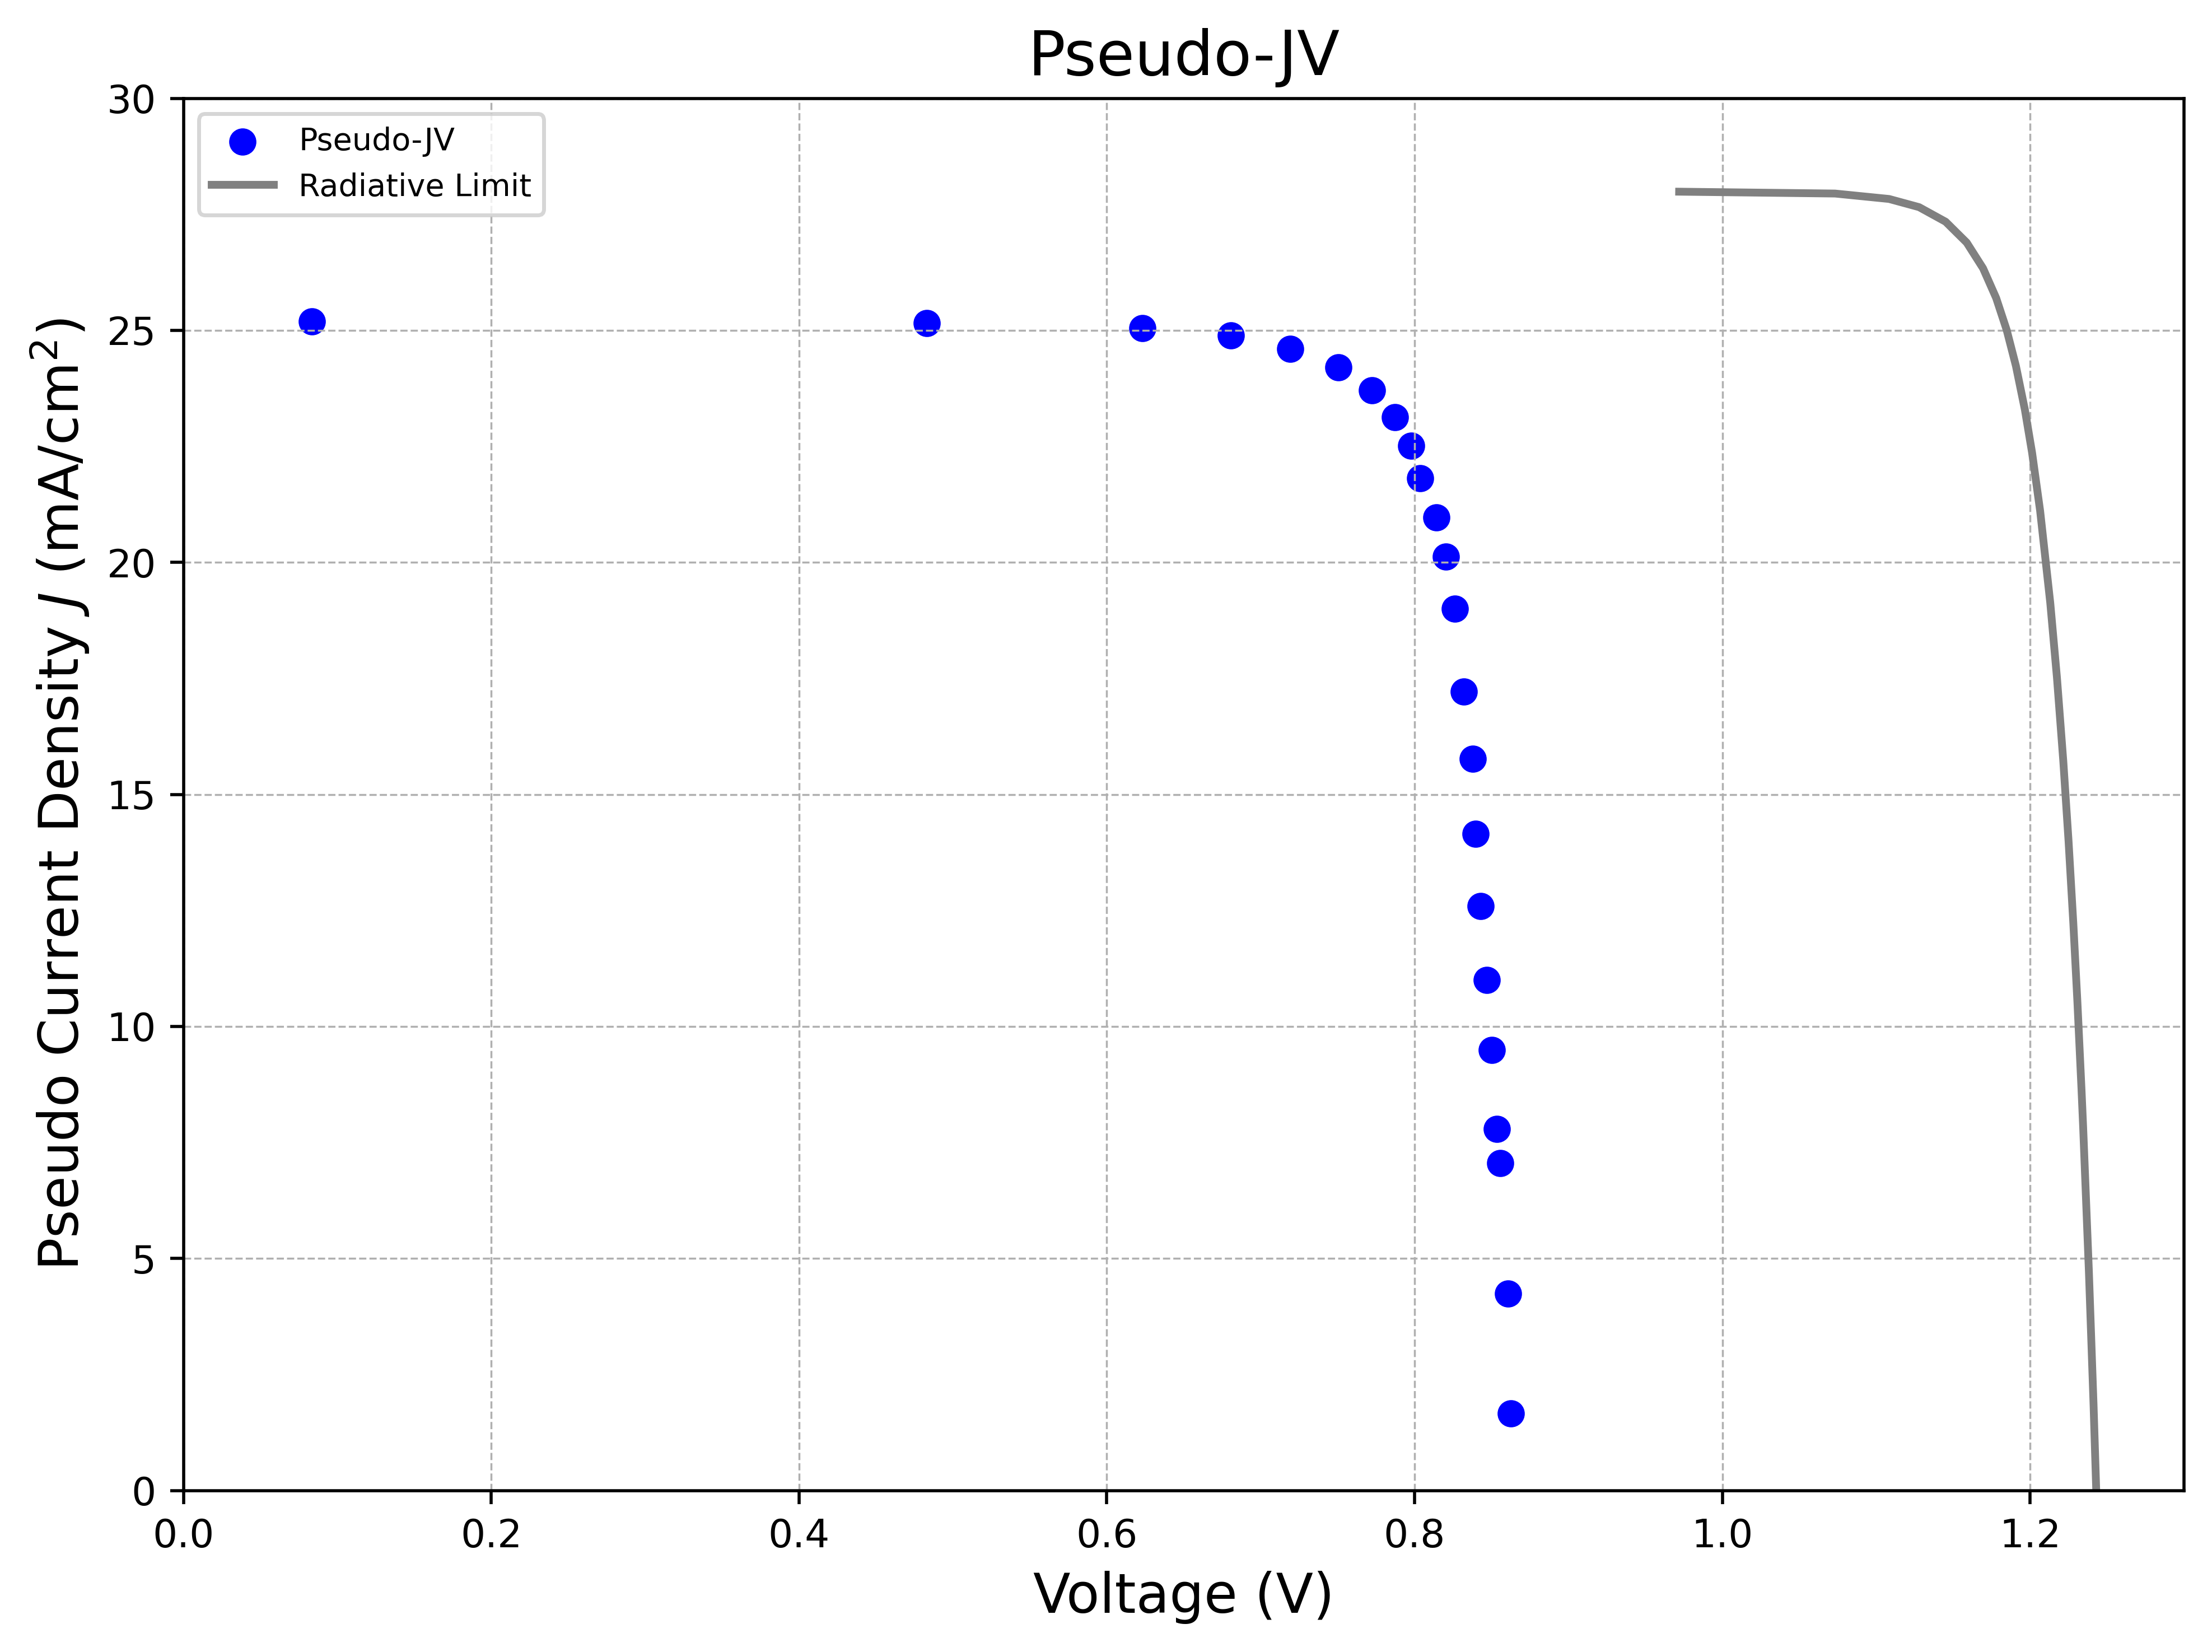 Pseudo-JV
30
25
20
15
10
5
0
Pseudo-JV
Radiative Limit
Pseudo Current Density J (mA/cm²)
0.0 0.2 0.4 0.6 0.8 1.0 1.2
Voltage (V)